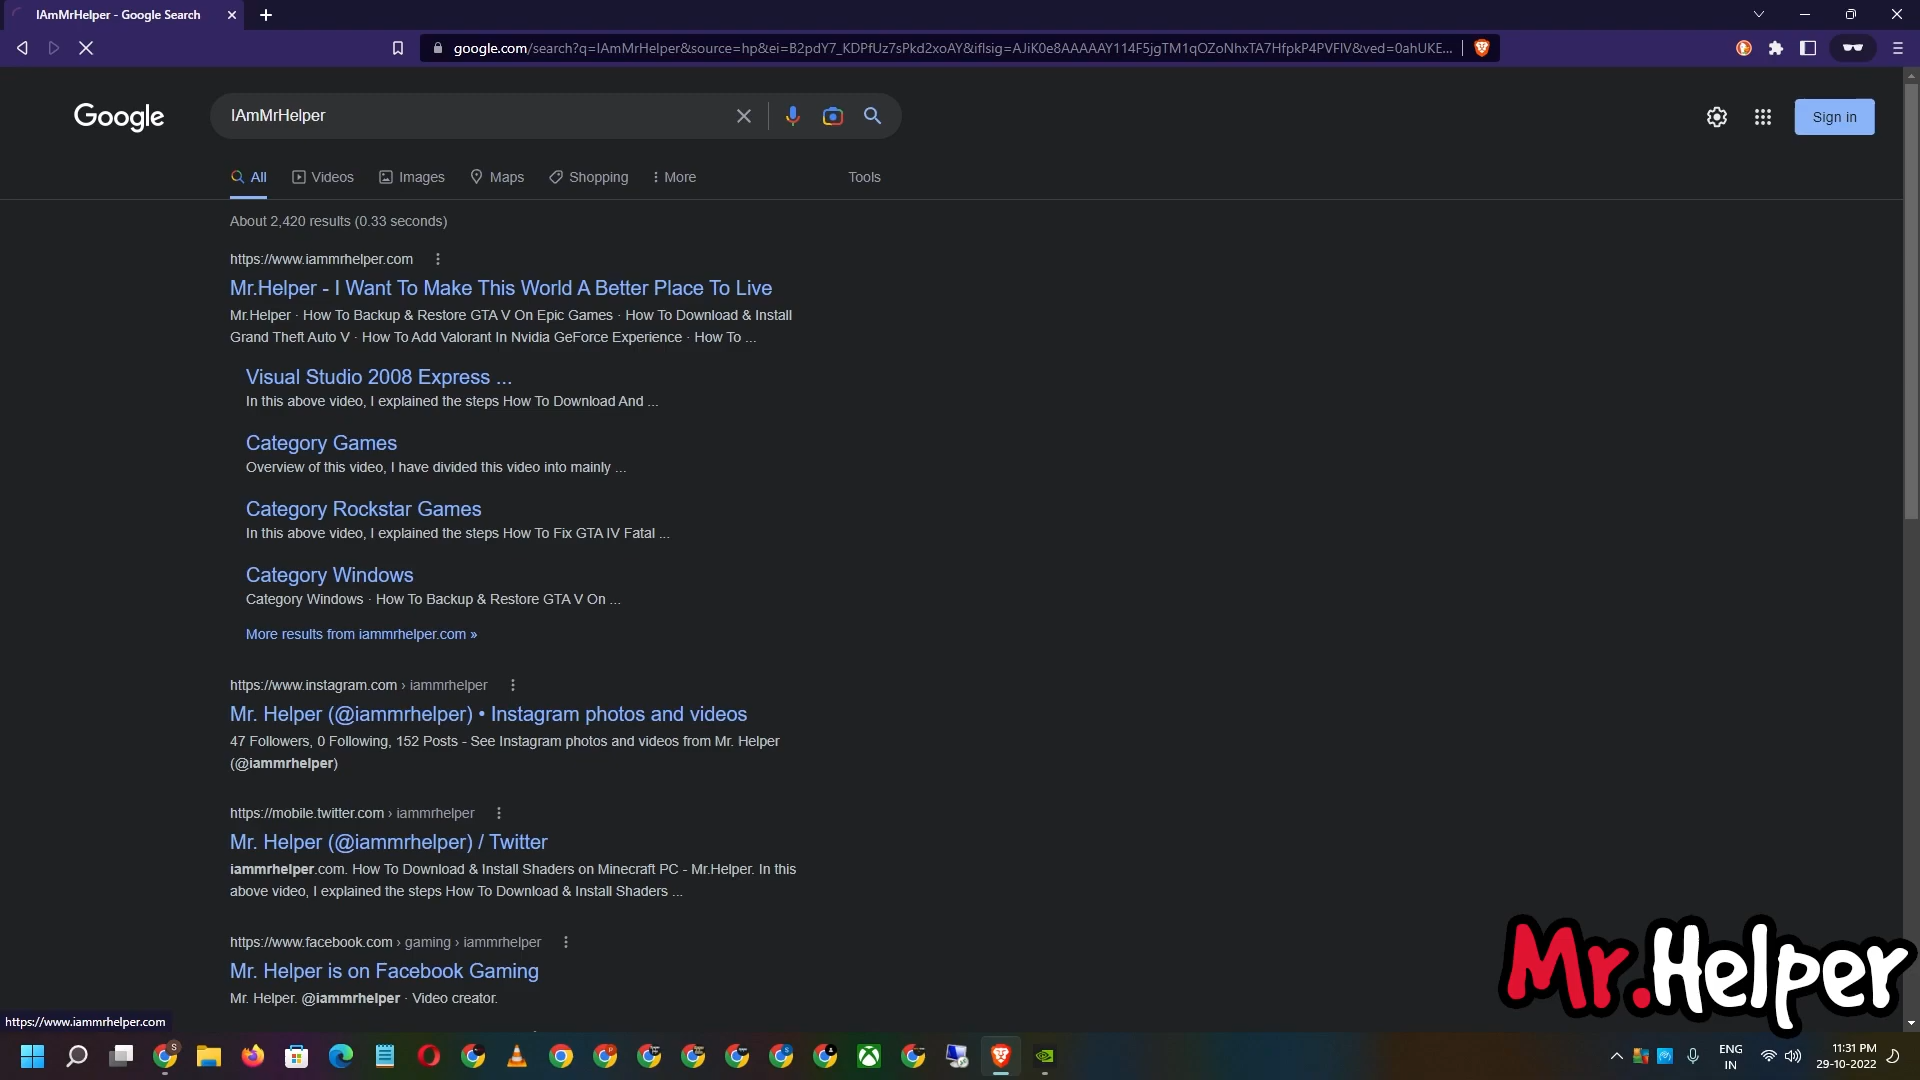 IAmMrHelper - Google Search
google.com/search?q=IAmMrHelper&source=hp&ei=B2pdY7_KDPfUz7sPkd2xoAY&iflsig=AJiK0e8AAAAAY114F5jgTM1qOZoNhxTA7HfpkP4PVFIV&ved=0ahUKE...
Google
IAmMrHelper
Sign in
All
Videos
Images
Maps
Shopping
More
Tools
About 2,420 results (0.33 seconds)
https://www.iammrhelper.com
Mr.Helper - I Want To Make This World A Better Place To Live
Mr.Helper · How To Backup & Restore GTA V On Epic Games · How To Download & Install
Grand Theft Auto V · How To Add Valorant In Nvidia GeForce Experience · How To ...
Visual Studio 2008 Express ...
In this above video, I explained the steps How To Download And ...
Category Games
Overview of this video, I have divided this video into mainly ...
Category Rockstar Games
In this above video, I explained the steps How To Fix GTA IV Fatal ...
Category Windows
Category Windows · How To Backup & Restore GTA V On ...
More results from iammrhelper.com »
https://www.instagram.com › iammrhelper
Mr. Helper (@iammrhelper) • Instagram photos and videos
47 Followers, 0 Following, 152 Posts - See Instagram photos and videos from Mr. Helper
(@iammrhelper)
https://mobile.twitter.com › iammrhelper
Mr. Helper (@iammrhelper) / Twitter
iammrhelper.com. How To Download & Install Shaders on Minecraft PC - Mr.Helper. In this
above video, I explained the steps How To Download & Install Shaders ...
https://www.facebook.com › gaming › iammrhelper
Mr. Helper is on Facebook Gaming
Mr. Helper. @iammrhelper · Video creator.
Mr.Helper
https://www.iammrhelper.com
ENG
IN
11:31 PM
29-10-2022